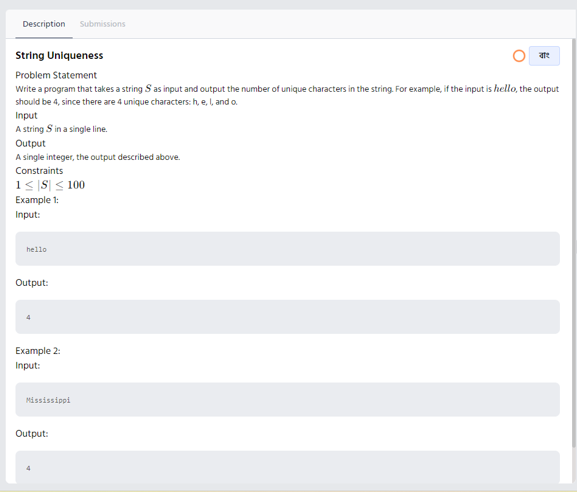 Description Submissions
String Uniqueness বাং
Problem Statement
Write a program that takes a string S as input and output the number of unique characters in the string. For example, if the input is hello, the output
should be 4, since there are 4 unique characters: h, e, l, and o.
Input
A string S in a single line.
Output
A single integer, the output described above.
Constraints
1 ≤ |S| ≤ 100
Example 1:
Input:
hello
Output:
4
Example 2:
Input:
Mississippi
Output:
4